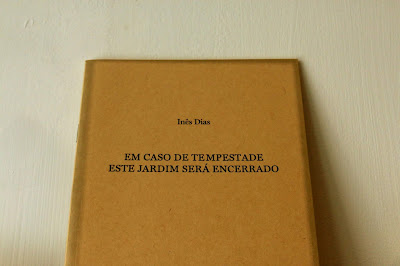 Inês Dias
EM CASO DE TEMPESTADE
ESTE JARDIM SERÁ ENCERRADO